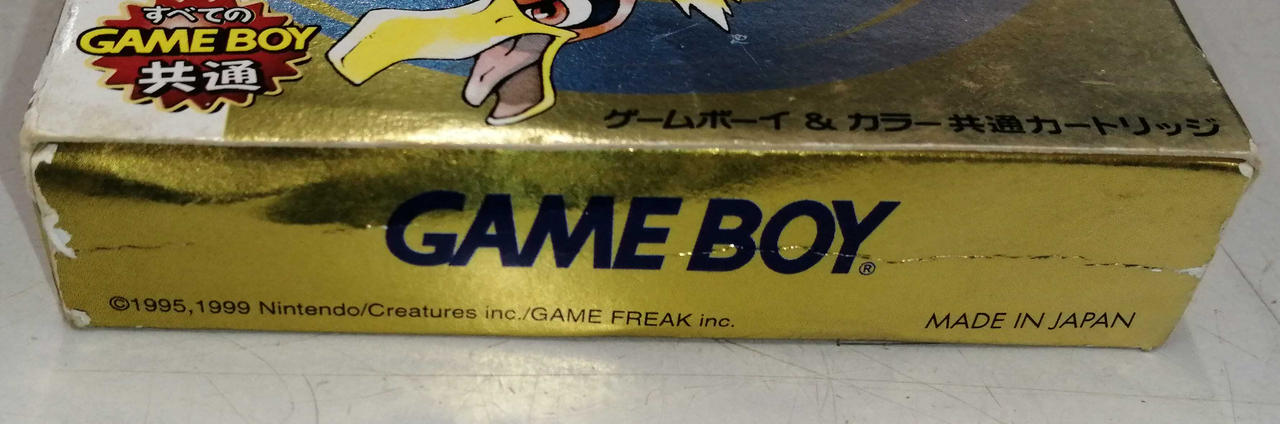 すべての
GAME BOY
共通
ゲームボーイ & カラー共通カートリッジ
GAME BOY®
©1995,1999 Nintendo/Creatures inc./GAME FREAK inc.
MADE IN JAPAN